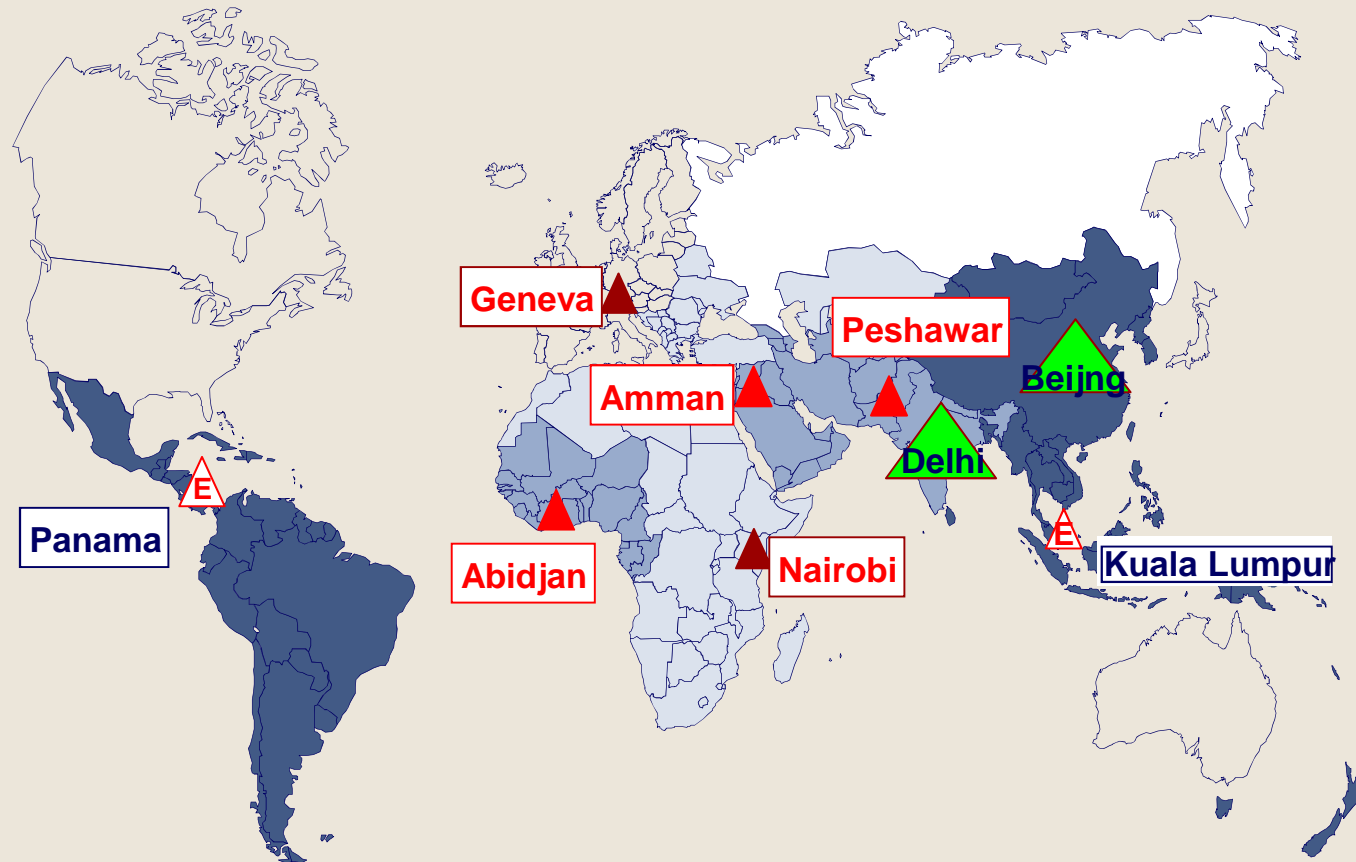 Geneva
Peshawar
Beijng
Amman
Delhi
E
Panama
Abidjan
Nairobi
E
Kuala Lumpur